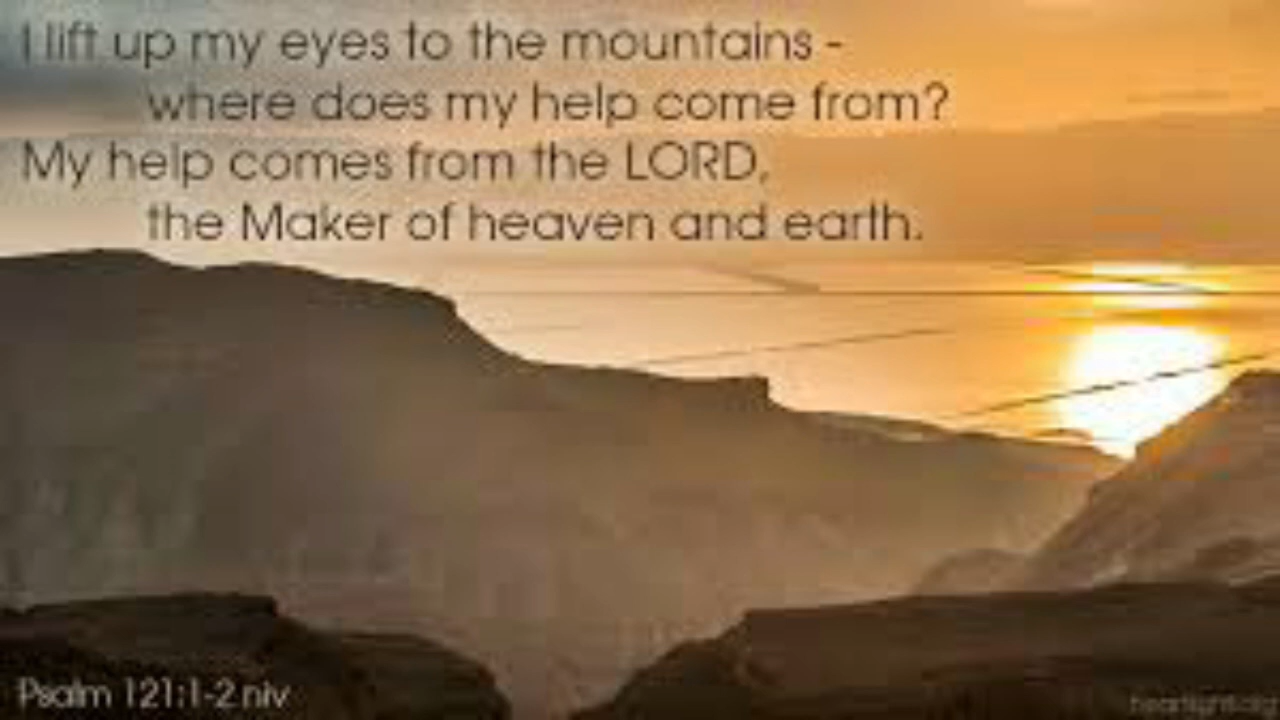 I lift up my eyes to the mountains -
where does my help come from?
My help comes from the LORD,
the Maker of heaven and earth.
Psalm 121:1-2 niv
heartlight.org